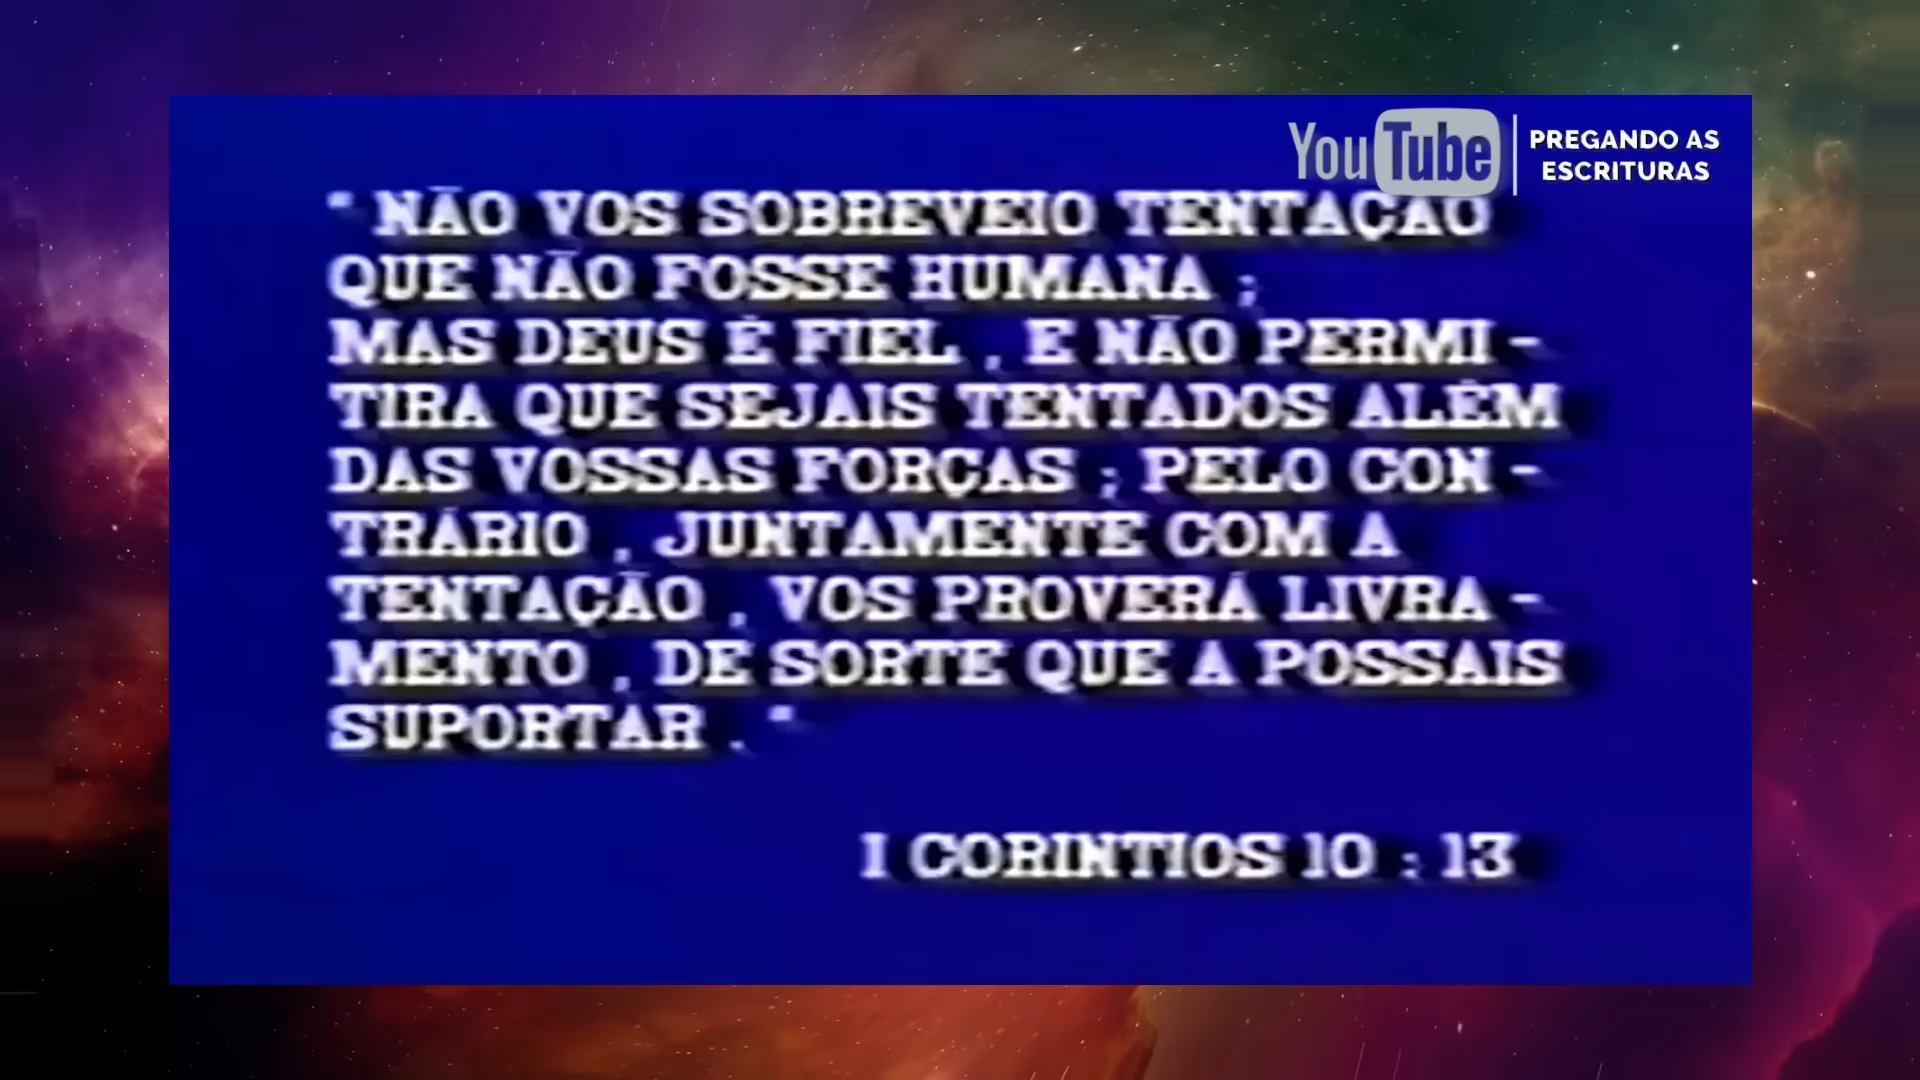 YouTube
PREGANDO AS
ESCRITURAS
" NÃO VOS SOBREVEIO TENTAÇÃO
QUE NÃO FOSSE HUMANA ;
MAS DEUS É FIEL , E NÃO PERMI -
TIRA QUE SEJAIS TENTADOS ALÉM
DAS VOSSAS FORÇAS ; PELO CON -
TRÁRIO , JUNTAMENTE COM A
TENTAÇÃO , VOS PROVERÁ LIVRA -
MENTO , DE SORTE QUE A POSSAIS
SUPORTAR . "
I CORINTIOS 10 : 13